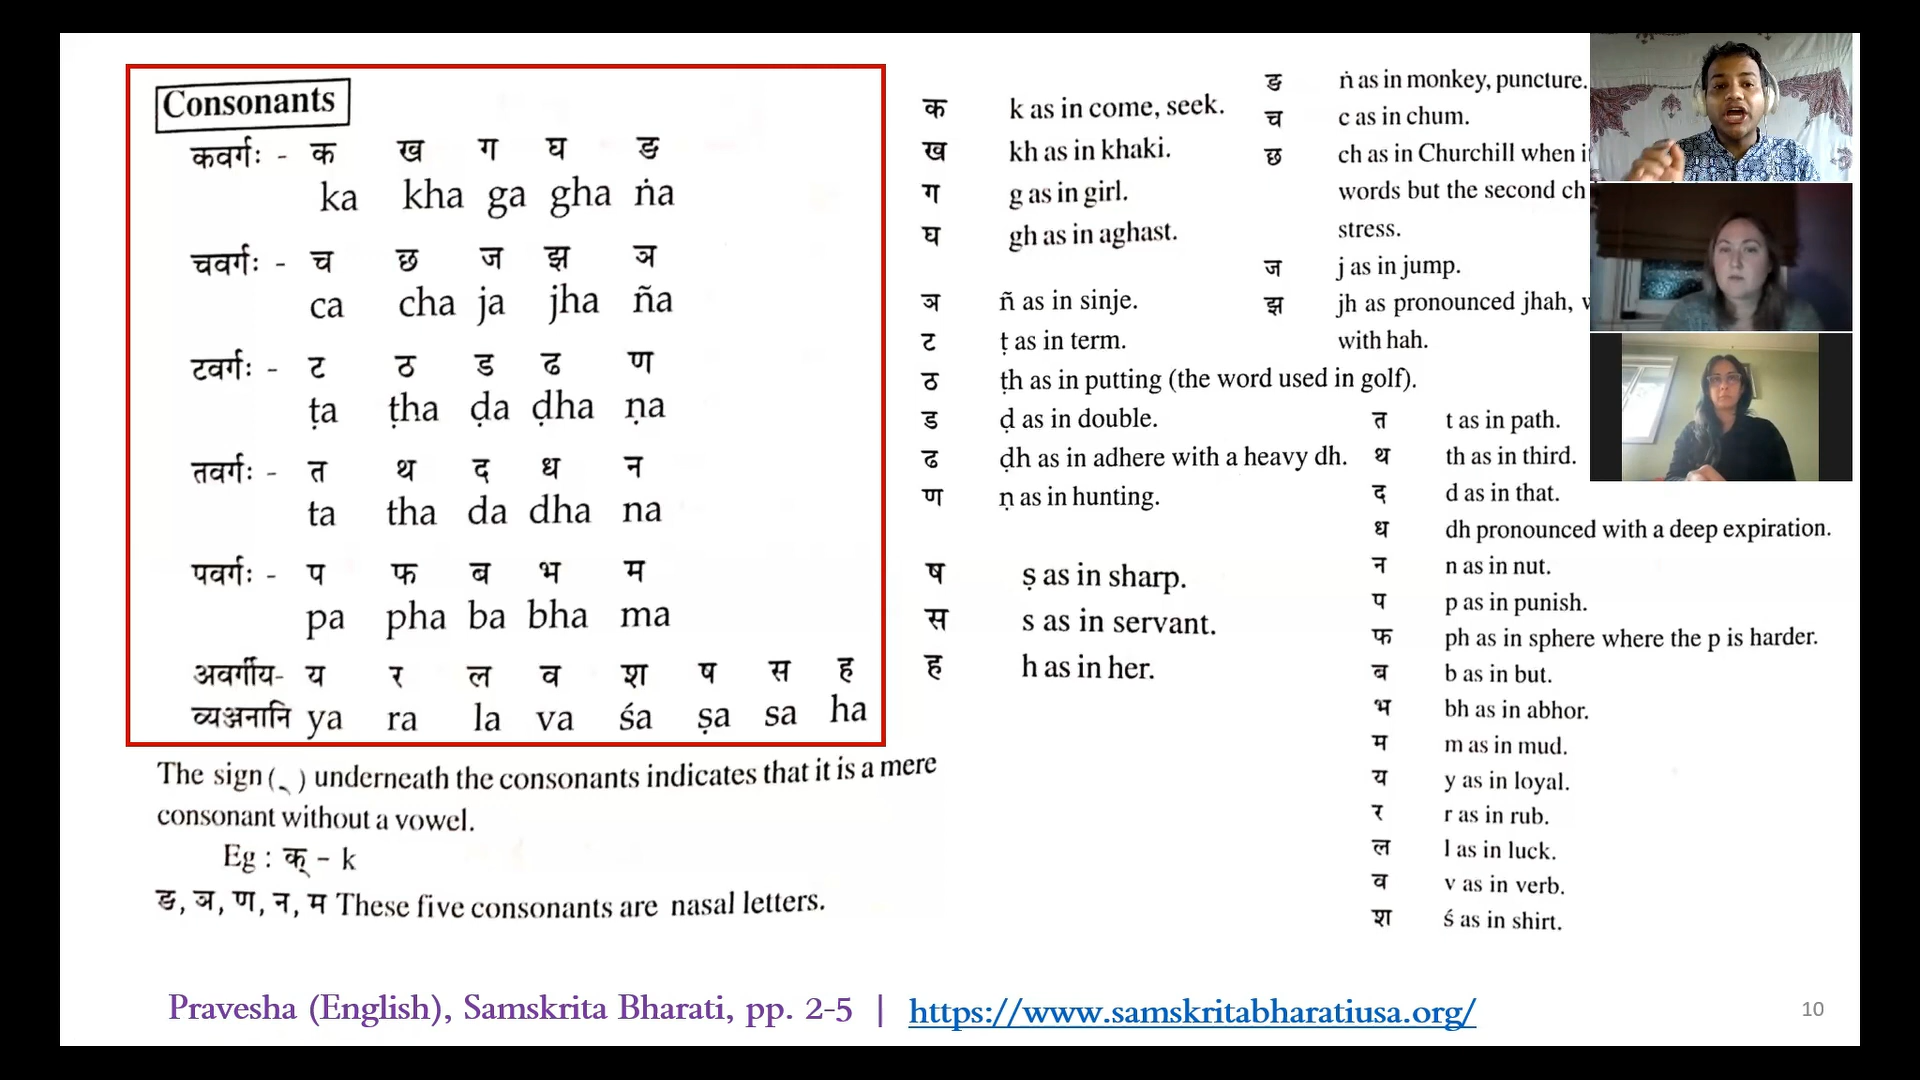 Consonants
कवर्गः - क ख ग घ ङ
ka kha ga gha ṅa
चवर्गः - च छ ज झ ञ
ca cha ja jha ña
टवर्गः - ट ठ ड ढ ण
ṭa ṭha ḍa ḍha ṇa
तवर्गः - त थ द ध न
ta tha da dha na
पवर्गः - प फ ब भ म
pa pha ba bha ma
अवर्गीय- य र ल व श ष स ह
व्यञ्जनानि ya ra la va śa ṣa sa ha
The sign (्) underneath the consonants indicates that it is a mere
consonant without a vowel.
Eg : क् - k
ङ, ञ, ण, न, म These five consonants are nasal letters.
क k as in come, seek.
ख kh as in khaki.
ग g as in girl.
घ gh as in aghast.
ङ ṅ as in monkey, puncture.
च c as in chum.
छ ch as in Churchill when
words but the second ch
stress.
ज j as in jump.
झ jh as pronounced jhah,
with hah.
ञ ñ as in sinje.
ट ṭ as in term.
ठ ṭh as in putting (the word used in golf).
ड ḍ as in double.
ढ ḍh as in adhere with a heavy dh.
ण ṇ as in hunting.
त t as in path.
थ th as in third.
द d as in that.
ध dh pronounced with a deep expiration.
न n as in nut.
प p as in punish.
फ ph as in sphere where the p is harder.
ब b as in but.
भ bh as in abhor.
म m as in mud.
य y as in loyal.
र r as in rub.
ल l as in luck.
व v as in verb.
श ś as in shirt.
ष ṣ as in sharp.
स s as in servant.
ह h as in her.
Pravesha (English), Samskrita Bharati, pp. 2-5 | https://www.samskritabharatiusa.org/
10